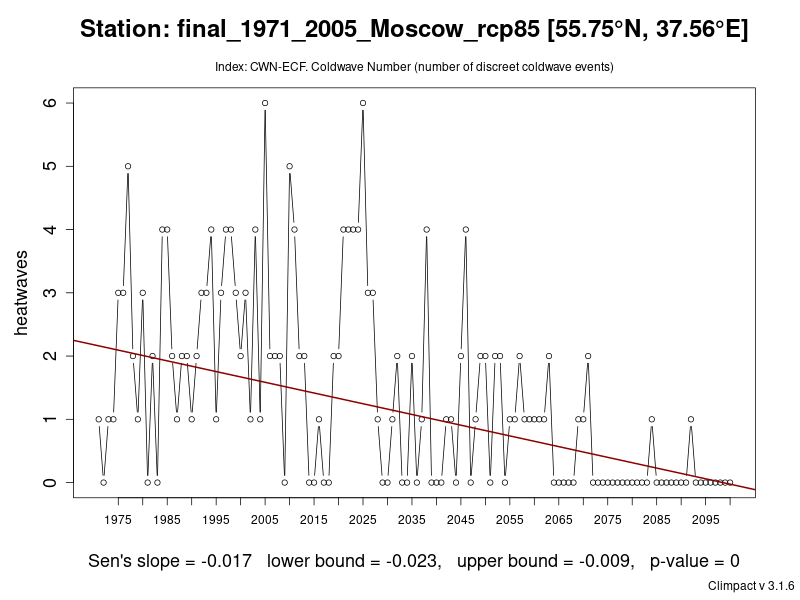 Station: final_1971_2005_Moscow_rcp85 [55.75°N, 37.56°E]
Index: CWN-ECF. Coldwave Number (number of discreet coldwave events)
heatwaves
6
5
4
3
2
1
0
1975 1985 1995 2005 2015 2025 2035 2045 2055 2065 2075 2085 2095
Sen's slope = -0.017 lower bound = -0.023, upper bound = -0.009, p-value = 0
Climpact v 3.1.6